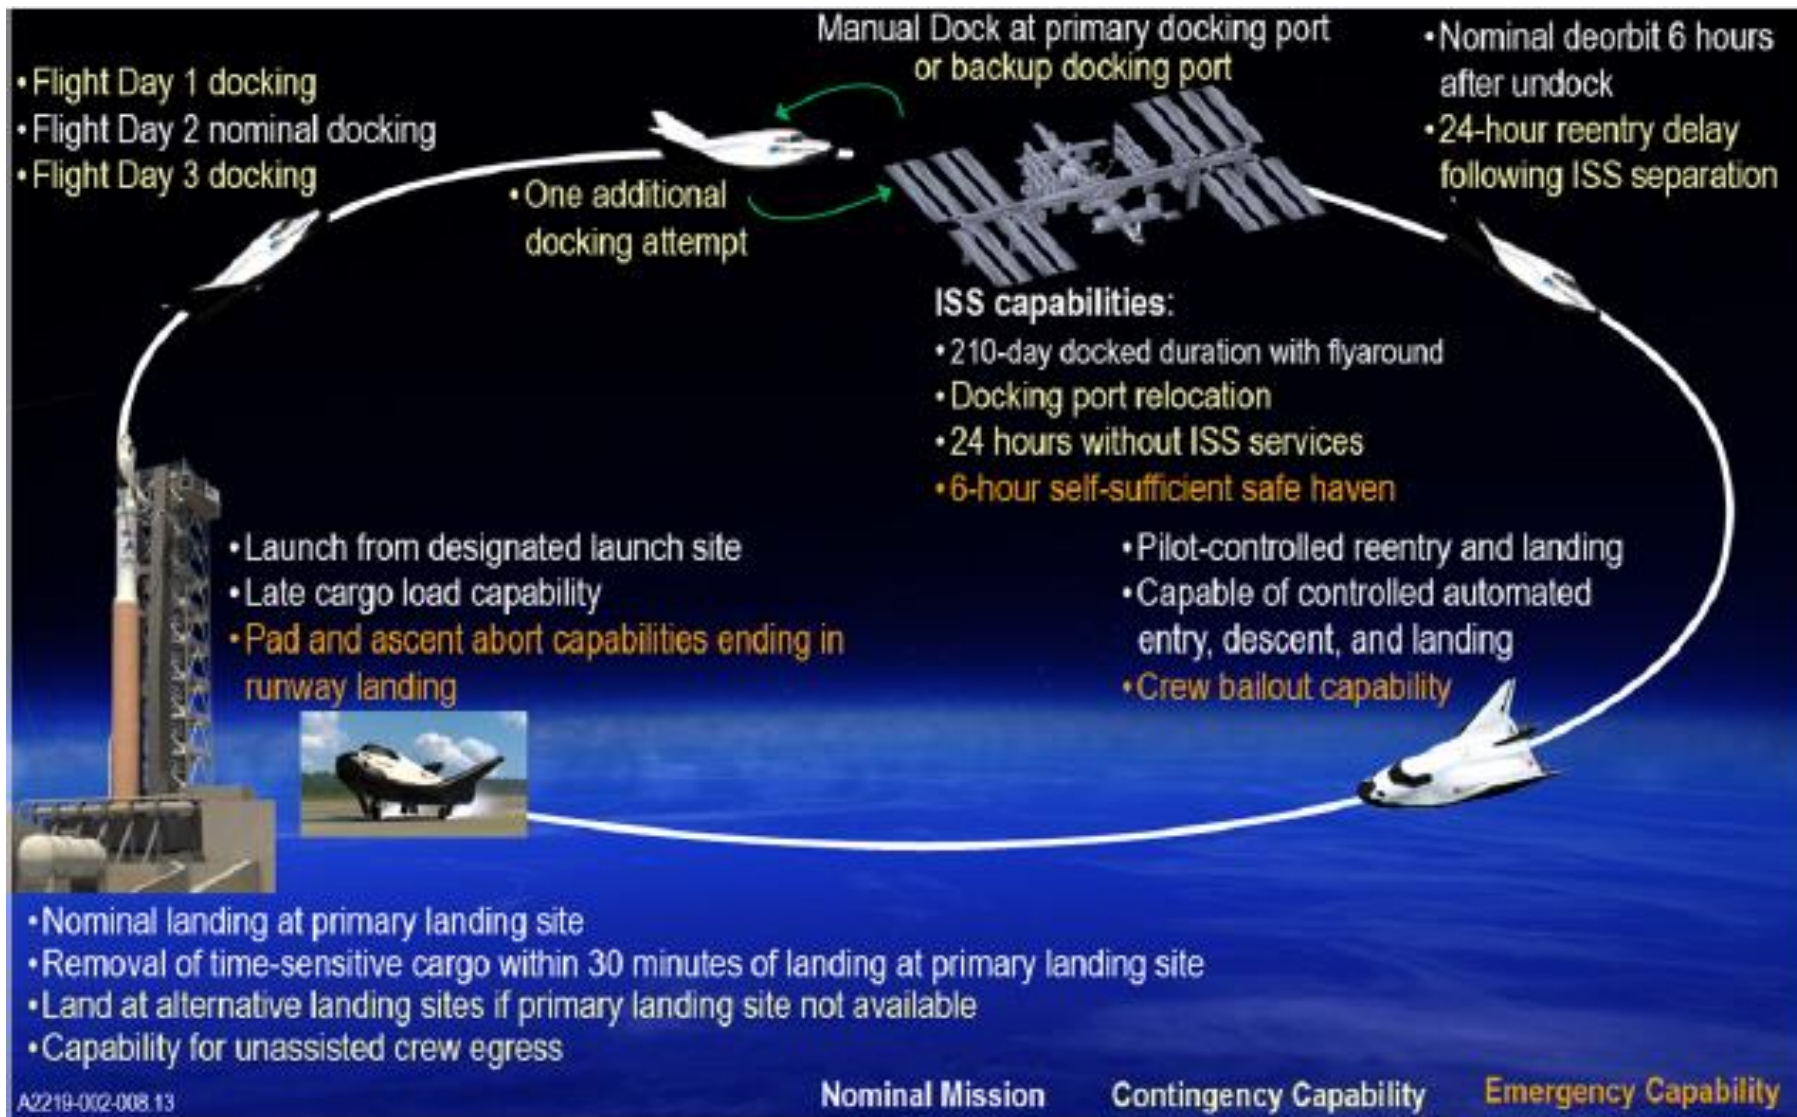 Manual Dock at primary docking port
or backup docking port
•Flight Day 1 docking
•Flight Day 2 nominal docking
•Flight Day 3 docking
•One additional
docking attempt
•Nominal deorbit 6 hours
after undock
•24-hour reentry delay
following ISS separation
ISS capabilities:
•210-day docked duration with flyaround
•Docking port relocation
•24 hours without ISS services
•6-hour self-sufficient safe haven
•Launch from designated launch site
•Late cargo load capability
•Pad and ascent abort capabilities ending in
runway landing
•Pilot-controlled reentry and landing
•Capable of controlled automated
entry, descent, and landing
•Crew bailout capability
•Nominal landing at primary landing site
•Removal of time-sensitive cargo within 30 minutes of landing at primary landing site
•Land at alternative landing sites if primary landing site not available
•Capability for unassisted crew egress
A2219-002-008.13
Nominal Mission
Contingency Capability
Emergency Capability